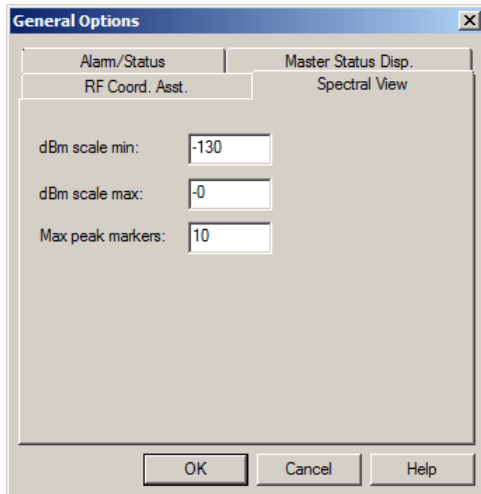 General Options
Alarm/Status Master Status Disp.
RF Coord. Asst. Spectral View
dBm scale min: -130
dBm scale max: -0
Max peak markers: 10
OK Cancel Help